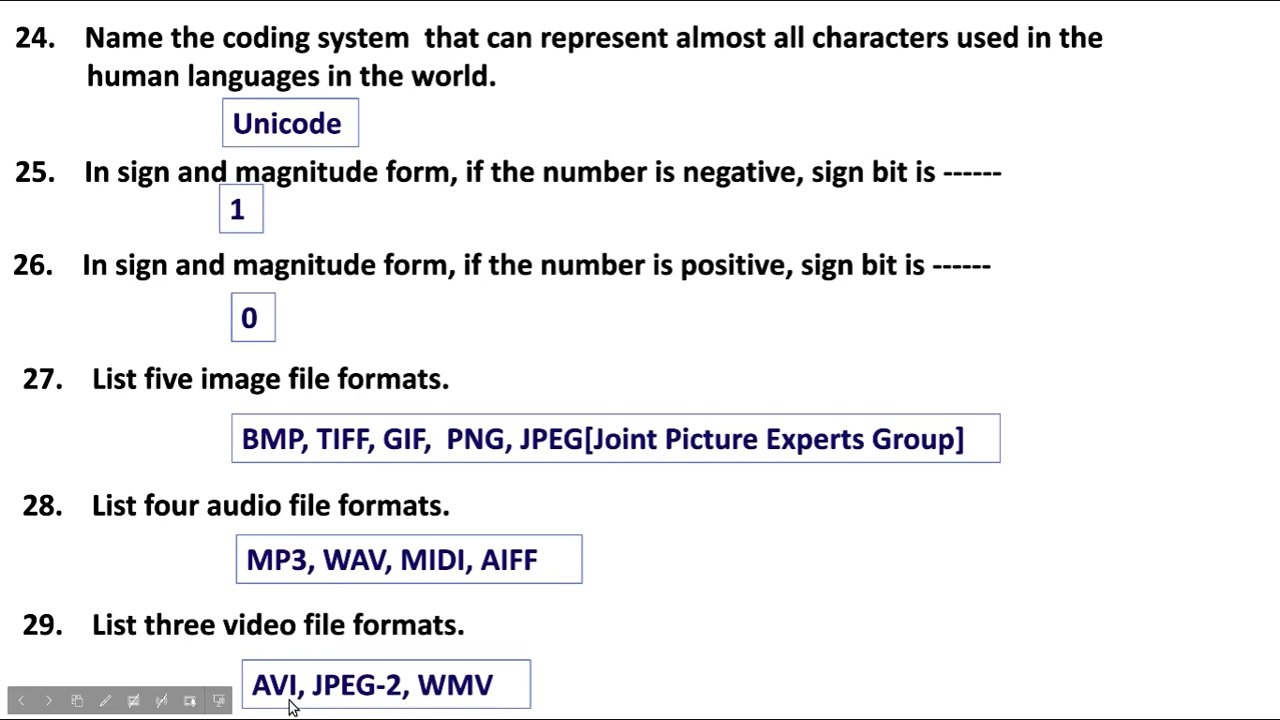 24. Name the coding system that can represent almost all characters used in the
human languages in the world.
Unicode
25. In sign and magnitude form, if the number is negative, sign bit is ------
1
26. In sign and magnitude form, if the number is positive, sign bit is ------
0
27. List five image file formats.
BMP, TIFF, GIF, PNG, JPEG[Joint Picture Experts Group]
28. List four audio file formats.
MP3, WAV, MIDI, AIFF
29. List three video file formats.
AVI, JPEG-2, WMV